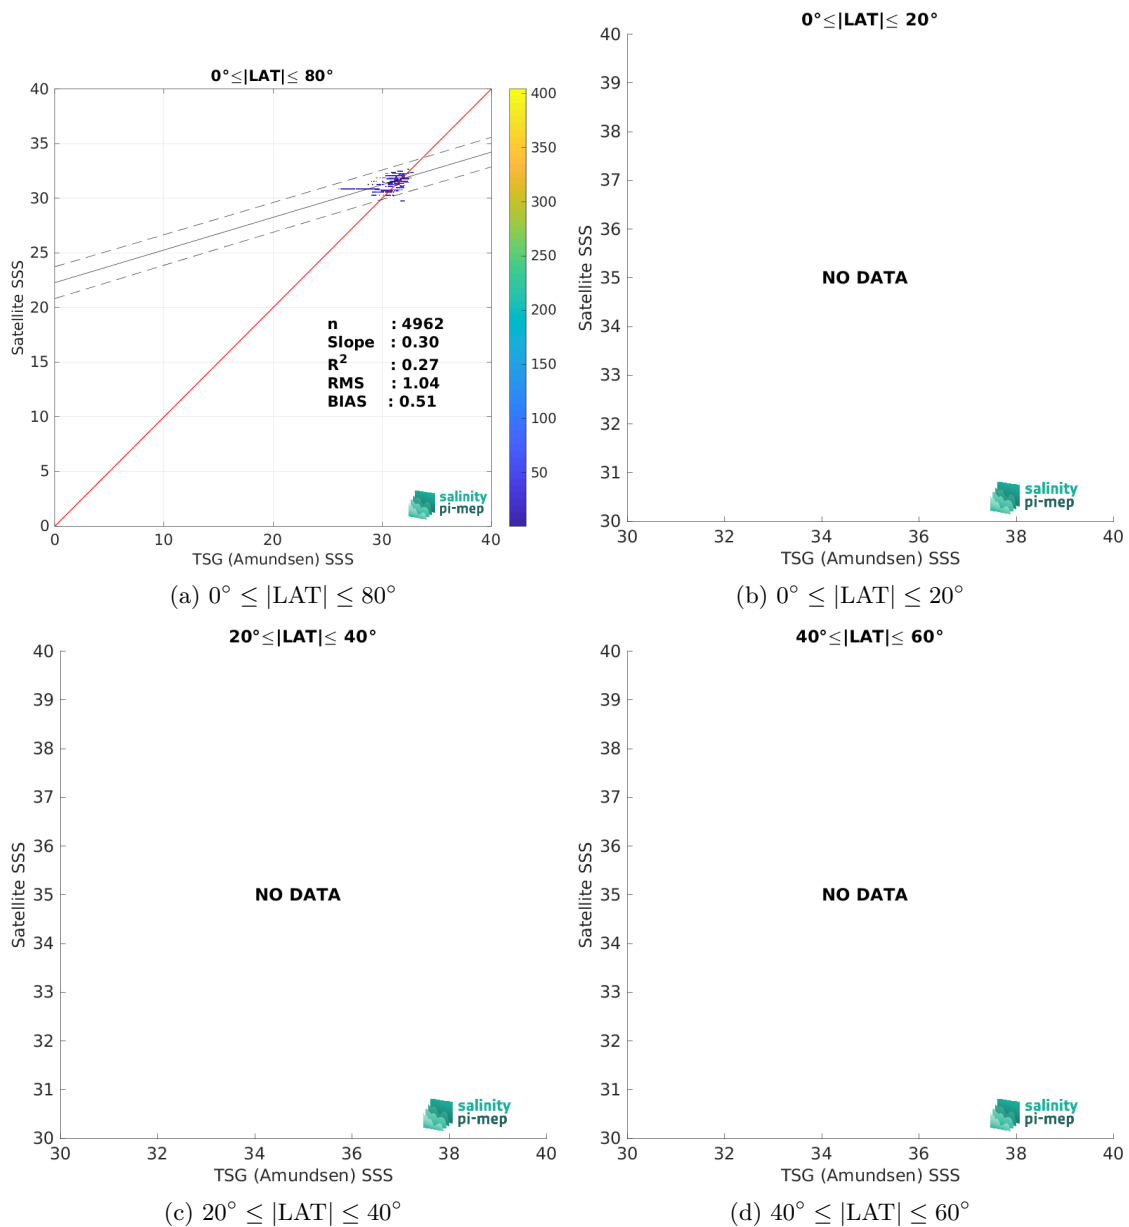 0°≤|LAT|≤ 80°
40
35
30
25
20
15
10
5
0
Satellite SSS
n : 4962
Slope : 0.30
R² : 0.27
RMS : 1.04
BIAS : 0.51
salinity
pi-mep
0 10 20 30 40
TSG (Amundsen) SSS
400
350
300
250
200
150
100
50
(a) 0° ≤ |LAT| ≤ 80°
0°≤|LAT|≤ 20°
40
39
38
37
36
35
34
33
32
31
30
Satellite SSS
NO DATA
salinity
pi-mep
30 32 34 36 38 40
TSG (Amundsen) SSS
(b) 0° ≤ |LAT| ≤ 20°
20°≤|LAT|≤ 40°
40
39
38
37
36
35
34
33
32
31
30
Satellite SSS
NO DATA
salinity
pi-mep
30 32 34 36 38 40
TSG (Amundsen) SSS
(c) 20° ≤ |LAT| ≤ 40°
40°≤|LAT|≤ 60°
40
39
38
37
36
35
34
33
32
31
30
Satellite SSS
NO DATA
salinity
pi-mep
30 32 34 36 38 40
TSG (Amundsen) SSS
(d) 40° ≤ |LAT| ≤ 60°